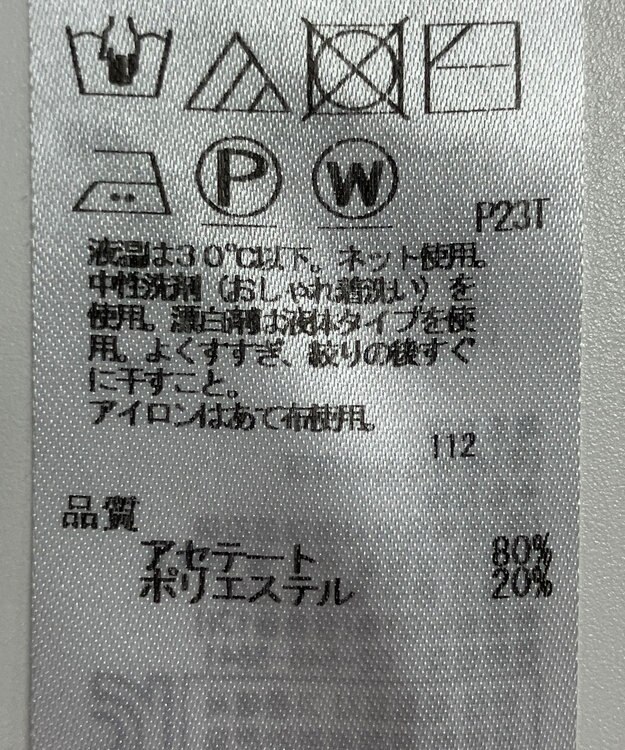 P W
P23T
液温は30℃以下。ネット使用。
中性洗剤(おしゃれ着洗い)を
使用。漂白剤は液体タイプを使
用。よくすすぎ、絞りの後すぐ
に干すこと。
アイロンはあて布使用。
112
品質
アセテート 80%
ポリエステル 20%